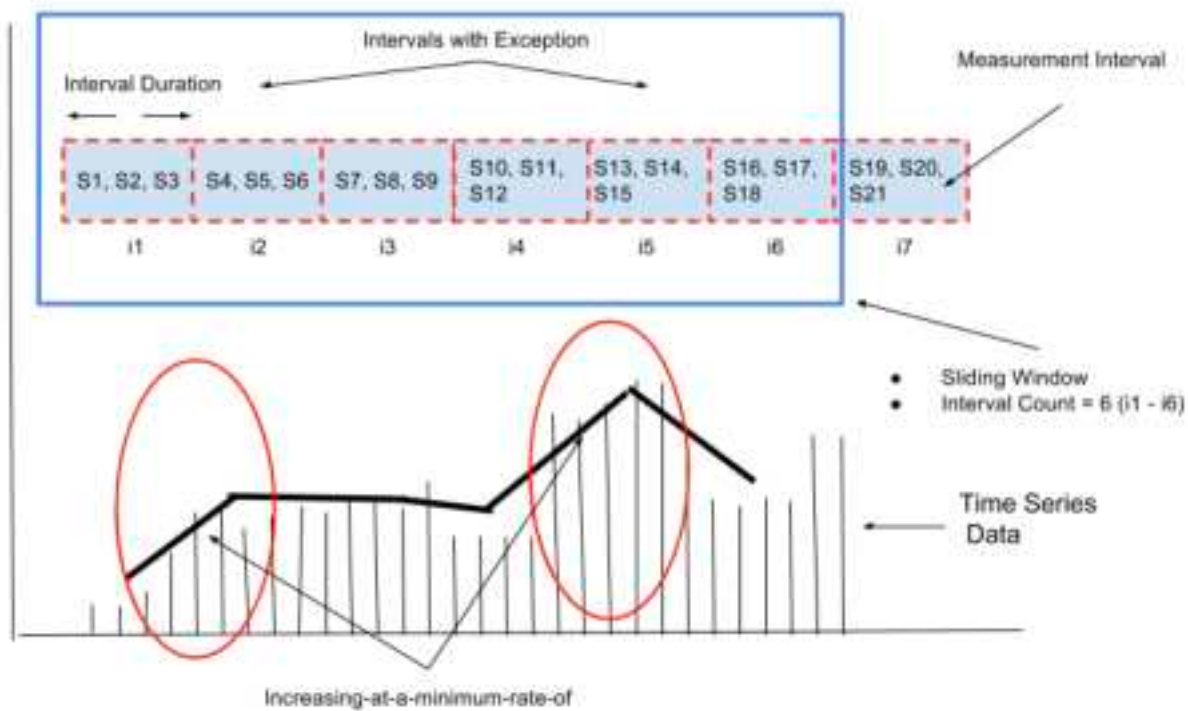 Intervals with Exception
Measurement Interval
Interval Duration
S1, S2, S3
S4, S5, S6
S7, S8, S9
S10, S11,
S12
S13, S14,
S15
S16, S17,
S18
S19, S20,
S21
i1
i2
i3
i4
i5
i6
i7
Sliding Window
Interval Count = 6 (i1 - i6)
Time Series
Data
Increasing-at-a-minimum-rate-of